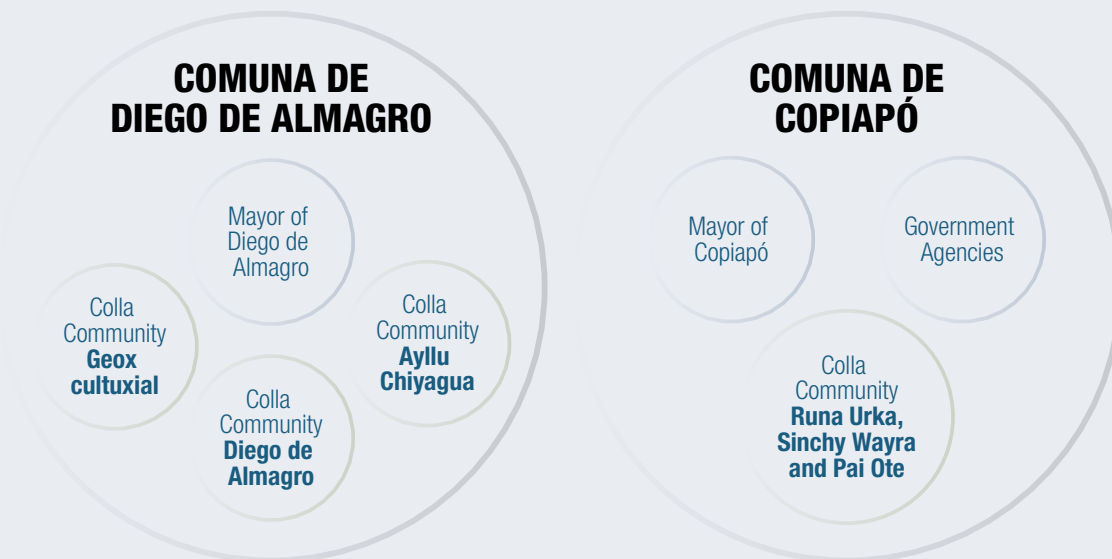 COMUNA DE
DIEGO DE ALMAGRO
Mayor of
Diego de
Almagro
Colla
Community
Geox
cultuxial
Colla
Community
Ayllu
Chiyagua
Colla
Community
Diego de
Almagro
COMUNA DE
COPIAPÓ
Mayor of
Copiapó
Government
Agencies
Colla
Community
Runa Urka,
Sinchy Wayra
and Pai Ote